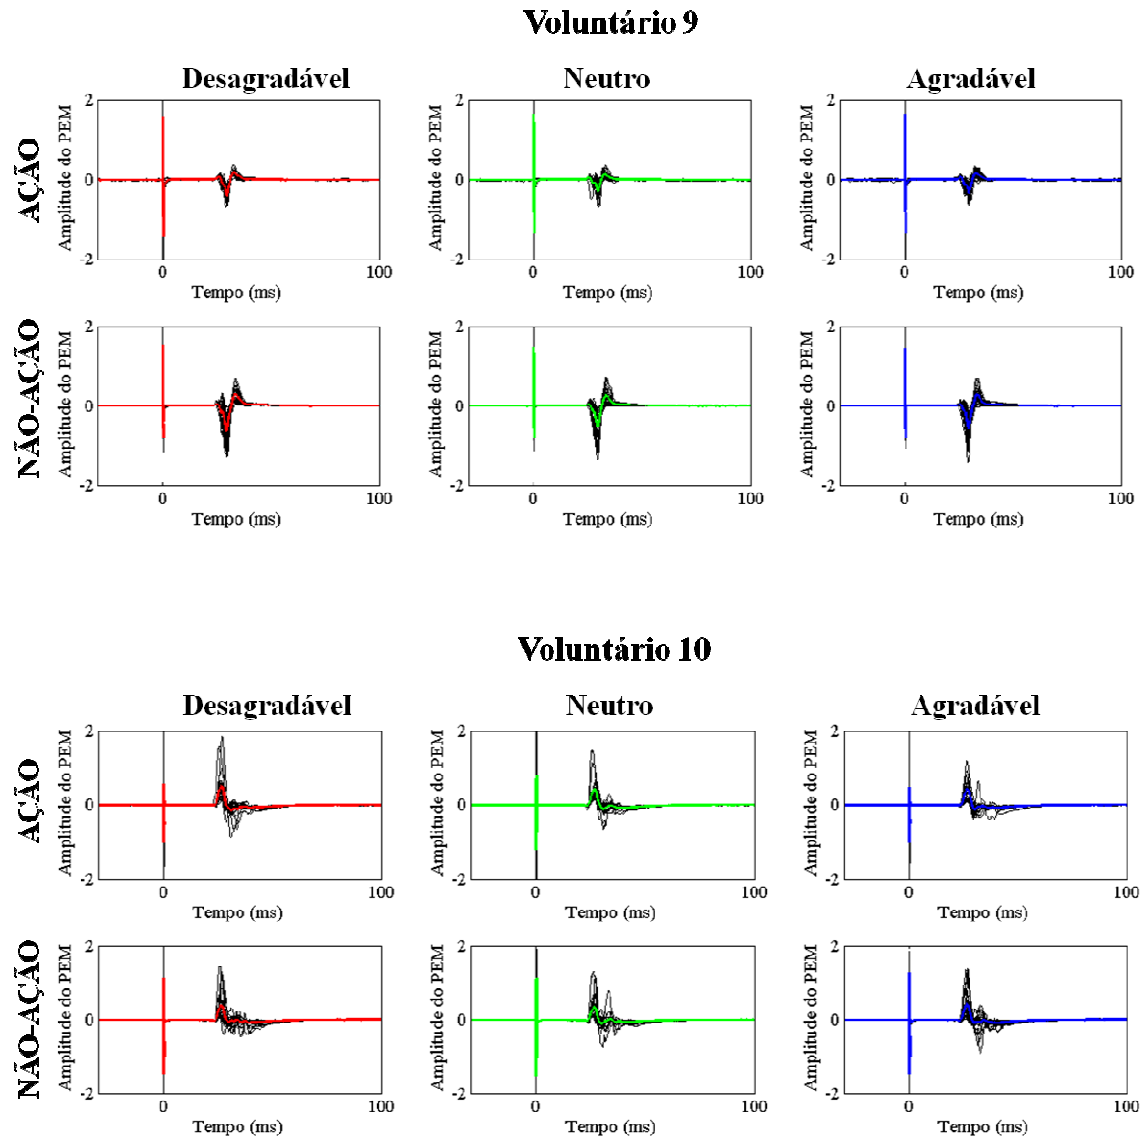 Voluntário 9
Desagradável Neutro Agradável
AÇÃO
Amplitude do PEM 2 0 -2 0 100 Tempo (ms)
Amplitude do PEM 2 0 -2 0 100 Tempo (ms)
Amplitude do PEM 2 0 -2 0 100 Tempo (ms)
NÃO-AÇÃO
Amplitude do PEM 2 0 -2 0 100 Tempo (ms)
Amplitude do PEM 2 0 -2 0 100 Tempo (ms)
Amplitude do PEM 2 0 -2 0 100 Tempo (ms)
Voluntário 10
Desagradável Neutro Agradável
AÇÃO
Amplitude do PEM 2 0 -2 0 100 Tempo (ms)
Amplitude do PEM 2 0 -2 0 100 Tempo (ms)
Amplitude do PEM 2 0 -2 0 100 Tempo (ms)
NÃO-AÇÃO
Amplitude do PEM 2 0 -2 0 100 Tempo (ms)
Amplitude do PEM 2 0 -2 0 100 Tempo (ms)
Amplitude do PEM 2 0 -2 0 100 Tempo (ms)